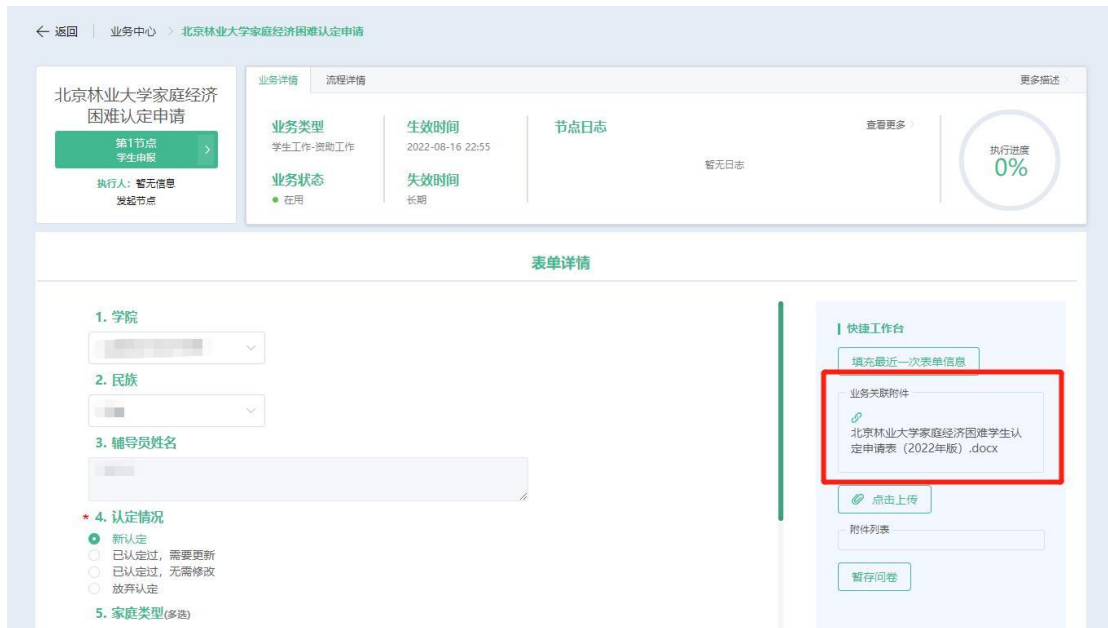 ← 返回 | 业务中心 > 北京林业大学家庭经济困难认定申请
北京林业大学家庭经济
困难认定申请
第1节点
学生申报
执行人：暂无信息
发起节点
业务详情 流程详情 更多描述
业务类型
学生工作-资助工作
业务状态
在用
生效时间
2022-08-16 22:55
失效时间
长期
节点日志 查看更多
暂无日志
执行进度
0%
表单详情
1. 学院
2. 民族
3. 辅导员姓名
* 4. 认定情况
新认定
已认定过，需要更新
已认定过，无需修改
放弃认定
5. 家庭类型(多选)
快捷工作台
填充最近一次表单信息
业务关联附件
北京林业大学家庭经济困难学生认
定申请表（2022年版）.docx
点击上传
附件列表
暂存问卷